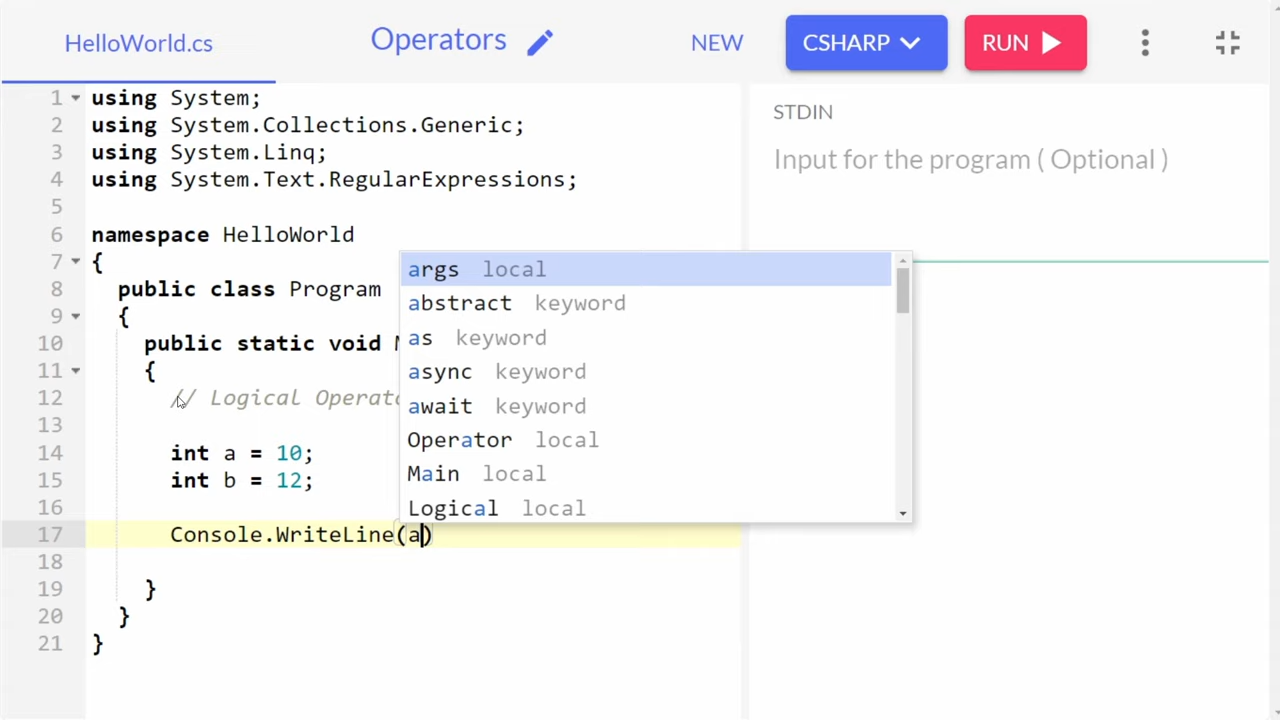 HelloWorld.cs
Operators
NEW
CSHARP
RUN
1 using System;
2 using System.Collections.Generic;
3 using System.Linq;
4 using System.Text.RegularExpressions;
5
6 namespace HelloWorld
7 {
8 public class Program
9 {
10 public static void
11 {
12 // Logical Operato
13
14 int a = 10;
15 int b = 12;
16
17 Console.WriteLine(a)
18
19 }
20 }
21 }
args local
abstract keyword
as keyword
async keyword
await keyword
Operator local
Main local
Logical local
STDIN
Input for the program ( Optional )